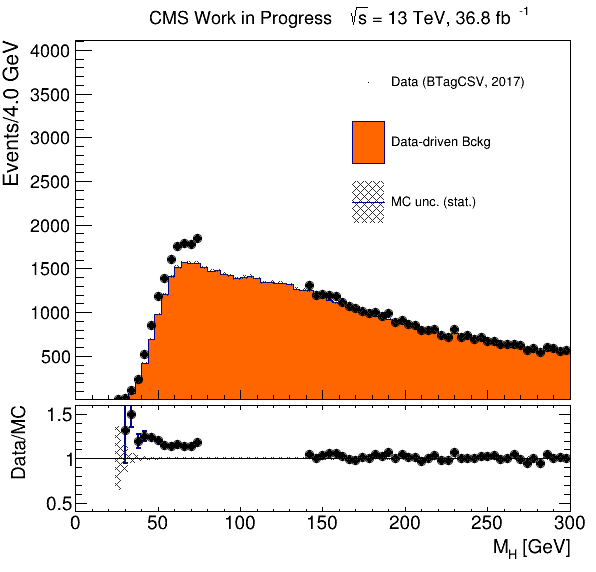 CMS Work in Progress √s = 13 TeV, 36.8 fb -1
Events/4.0 GeV
4000
3500
3000
2500
2000
1500
1000
500
Data (BTagCSV, 2017)
Data-driven Bckg
MC unc. (stat.)
Data/MC
1.5
1
0.5
0 50 100 150 200 250 300
M_H [GeV]